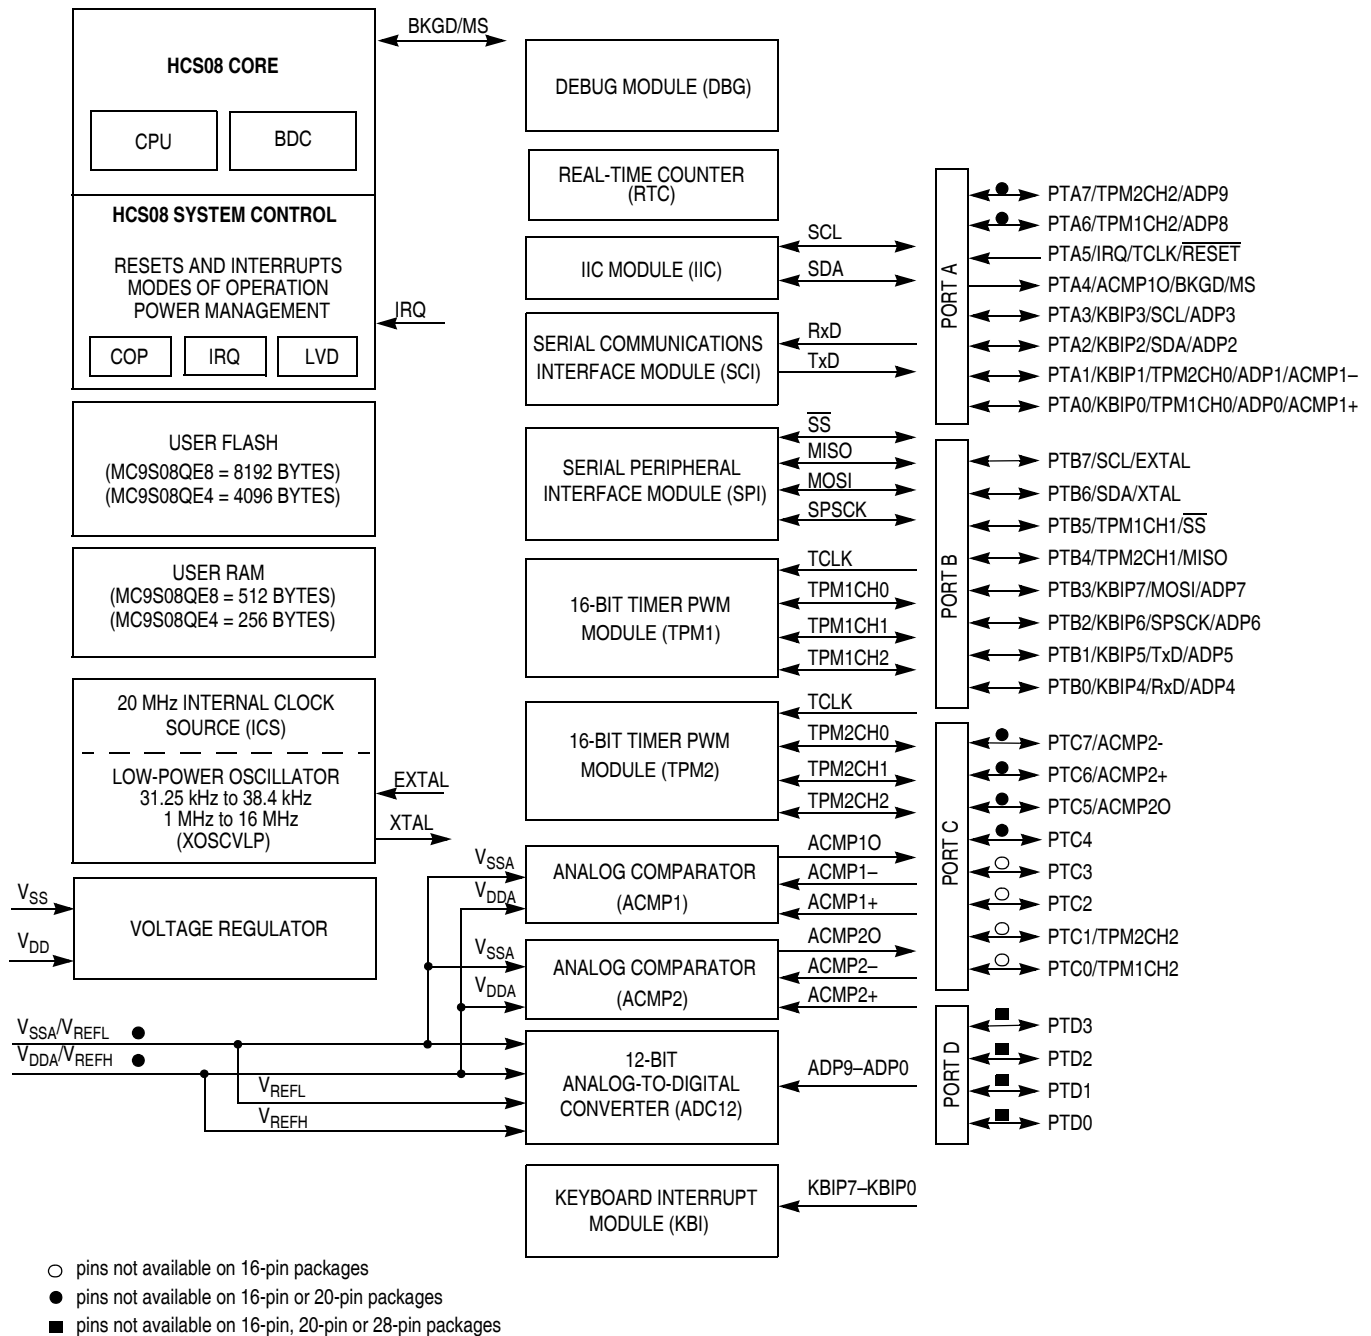 HCS08 CORE
CPU
BDC
BKGD/MS
HCS08 SYSTEM CONTROL
RESETS AND INTERRUPTS
MODES OF OPERATION
POWER MANAGEMENT
COP
IRQ
LVD
IRQ
USER FLASH
(MC9S08QE8 = 8192 BYTES)
(MC9S08QE4 = 4096 BYTES)
USER RAM
(MC9S08QE8 = 512 BYTES)
(MC9S08QE4 = 256 BYTES)
20 MHz INTERNAL CLOCK
SOURCE (ICS)
LOW-POWER OSCILLATOR
31.25 kHz to 38.4 kHz
1 MHz to 16 MHz
(XOSCVLP)
EXTAL
XTAL
VSS
VDD
VOLTAGE REGULATOR
VSSA/VREFL
VDDA/VREFH
VREFL
VREFH
DEBUG MODULE (DBG)
REAL-TIME COUNTER
(RTC)
IIC MODULE (IIC)
SCL
SDA
SERIAL COMMUNICATIONS
INTERFACE MODULE (SCI)
RxD
TxD
SERIAL PERIPHERAL
INTERFACE MODULE (SPI)
SS
MISO
MOSI
SPSCK
16-BIT TIMER PWM
MODULE (TPM1)
TCLK
TPM1CH0
TPM1CH1
TPM1CH2
16-BIT TIMER PWM
MODULE (TPM2)
TCLK
TPM2CH0
TPM2CH1
TPM2CH2
VSSA
VDDA
ANALOG COMPARATOR
(ACMP1)
ACMP1O
ACMP1–
ACMP1+
VSSA
VDDA
ANALOG COMPARATOR
(ACMP2)
ACMP2O
ACMP2–
ACMP2+
12-BIT
ANALOG-TO-DIGITAL
CONVERTER (ADC12)
ADP9–ADP0
KEYBOARD INTERRUPT
MODULE (KBI)
KBIP7–KBIP0
PORT A
PTA7/TPM2CH2/ADP9
PTA6/TPM1CH2/ADP8
PTA5/IRQ/TCLK/RESET
PTA4/ACMP1O/BKGD/MS
PTA3/KBIP3/SCL/ADP3
PTA2/KBIP2/SDA/ADP2
PTA1/KBIP1/TPM2CH0/ADP1/ACMP1–
PTA0/KBIP0/TPM1CH0/ADP0/ACMP1+
PORT B
PTB7/SCL/EXTAL
PTB6/SDA/XTAL
PTB5/TPM1CH1/SS
PTB4/TPM2CH1/MISO
PTB3/KBIP7/MOSI/ADP7
PTB2/KBIP6/SPSCK/ADP6
PTB1/KBIP5/TxD/ADP5
PTB0/KBIP4/RxD/ADP4
PORT C
PTC7/ACMP2-
PTC6/ACMP2+
PTC5/ACMP2O
PTC4
PTC3
PTC2
PTC1/TPM2CH2
PTC0/TPM1CH2
PORT D
PTD3
PTD2
PTD1
PTD0
pins not available on 16-pin packages
pins not available on 16-pin or 20-pin packages
pins not available on 16-pin, 20-pin or 28-pin packages